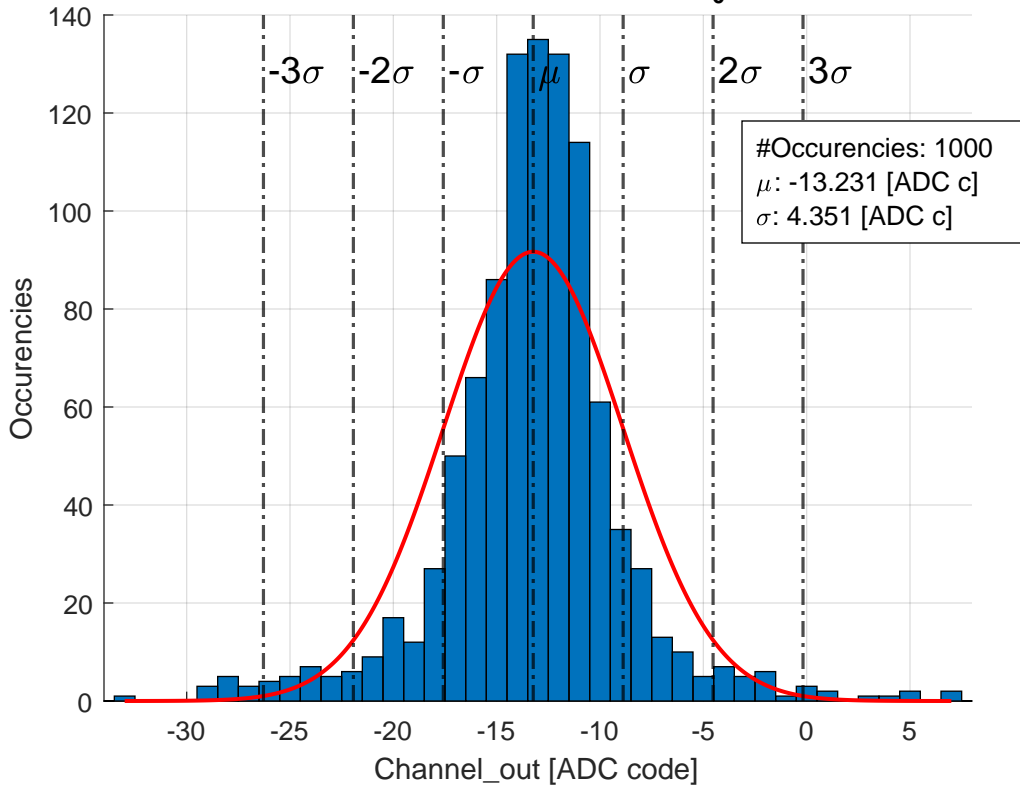 140
120
100
80
60
40
20
0
Occurencies
-3σ -2σ -σ μ σ 2σ 3σ
#Occurencies: 1000
μ: -13.231 [ADC c]
σ: 4.351 [ADC c]
-30 -25 -20 -15 -10 -5 0 5
Channel_out [ADC code]